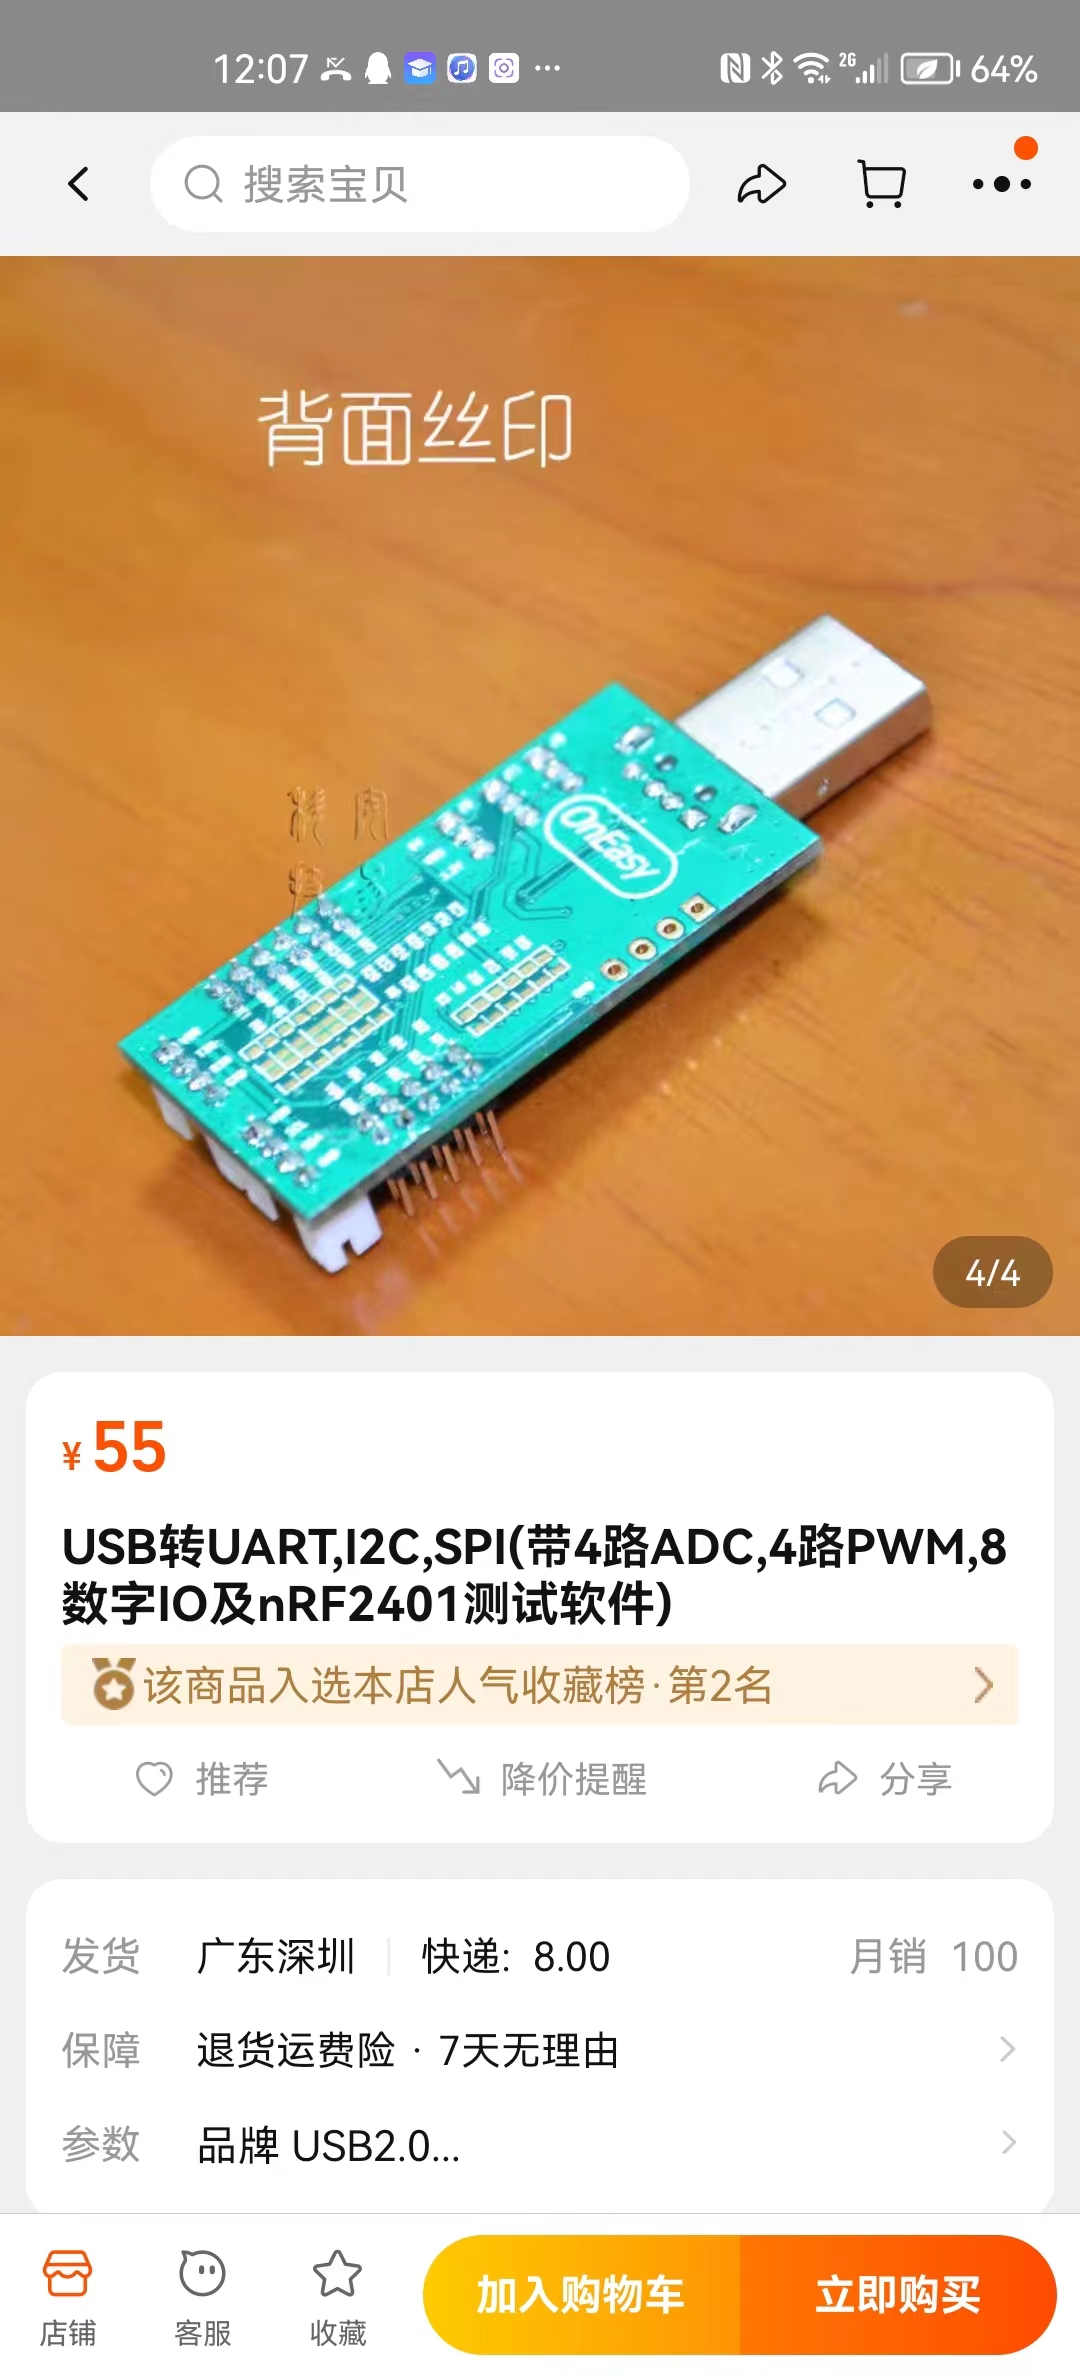 12:07
2G
64%
搜索宝贝
背面丝印
OnEasy
4/4
¥55
USB转UART,I2C,SPI(带4路ADC,4路PWM,8
数字IO及nRF2401测试软件)
该商品入选本店人气收藏榜·第2名
推荐 降价提醒 分享
发货 广东深圳 快递: 8.00 月销 100
保障 退货运费险 · 7天无理由
参数 品牌 USB2.0...
店铺 客服 收藏 加入购物车 立即购买